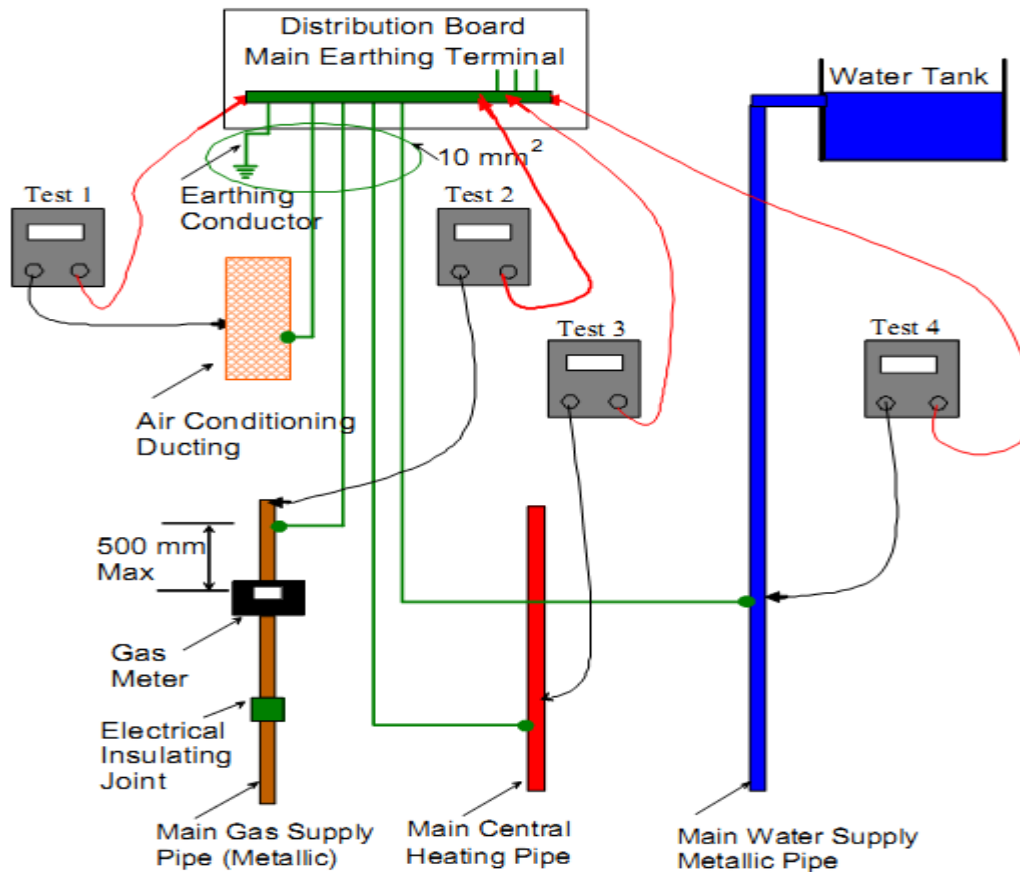 Distribution Board
Main Earthing Terminal
Water Tank
10 mm²
Test 1
Earthing
Conductor
Test 2
Test 3
Test 4
Air Conditioning
Ducting
500 mm
Max
Gas
Meter
Electrical
Insulating
Joint
Main Gas Supply
Pipe (Metallic)
Main Central
Heating Pipe
Main Water Supply
Metallic Pipe